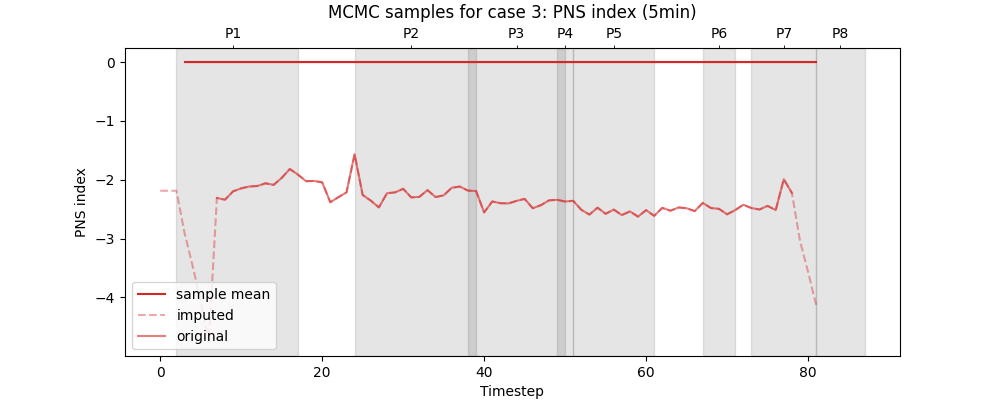 MCMC samples for case 3: PNS index (5min)
P1 P2 P3 P4 P5 P6 P7 P8
0
−1
−2
−3
−4
PNS index
sample mean
imputed
original
0 20 40 60 80
Timestep